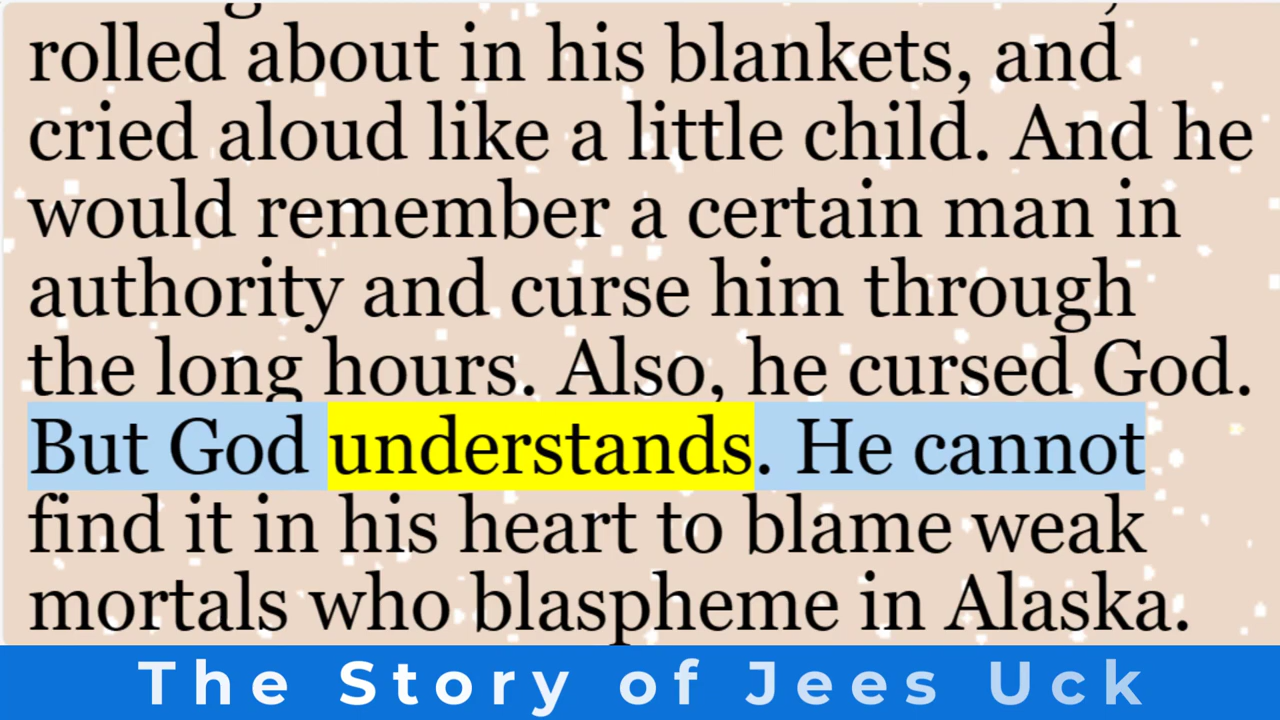 rolled about in his blankets, and
cried aloud like a little child. And he
would remember a certain man in
authority and curse him through
the long hours. Also, he cursed God.
But God understands. He cannot
find it in his heart to blame weak
mortals who blaspheme in Alaska.
The Story of Jees Uck